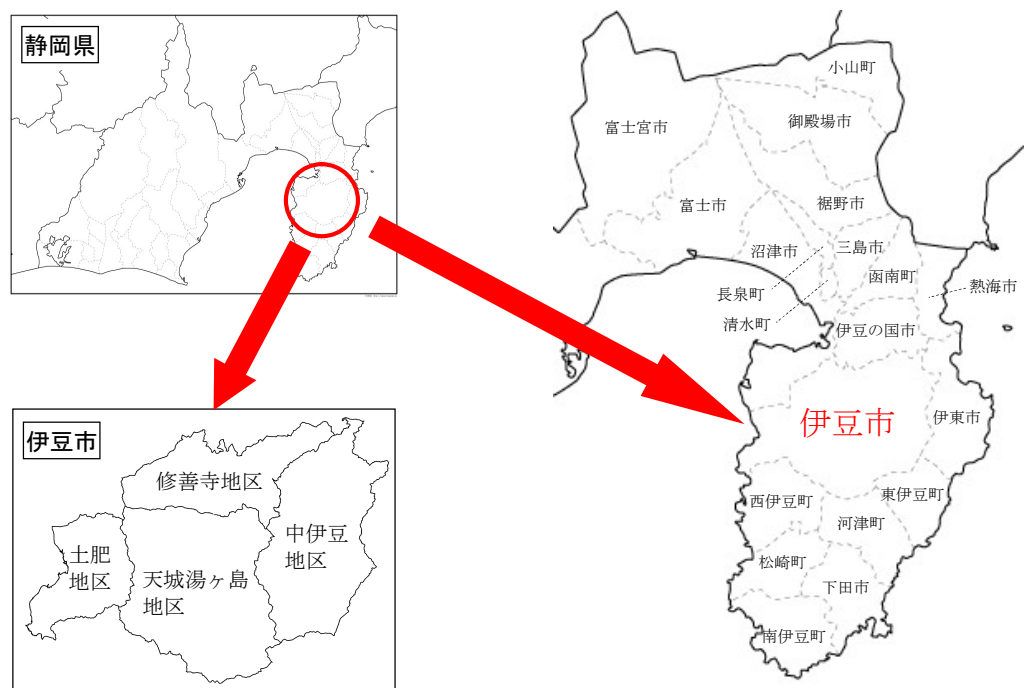 静岡県
小山町
富士宮市
御殿場市
富士市
裾野市
沼津市
三島市
長泉町
函南町
熱海市
清水町
伊豆の国市
伊豆市
伊東市
西伊豆町
東伊豆町
河津町
松崎町
下田市
南伊豆町
伊豆市
修善寺地区
中伊豆
地区
土肥
地区
天城湯ヶ島
地区